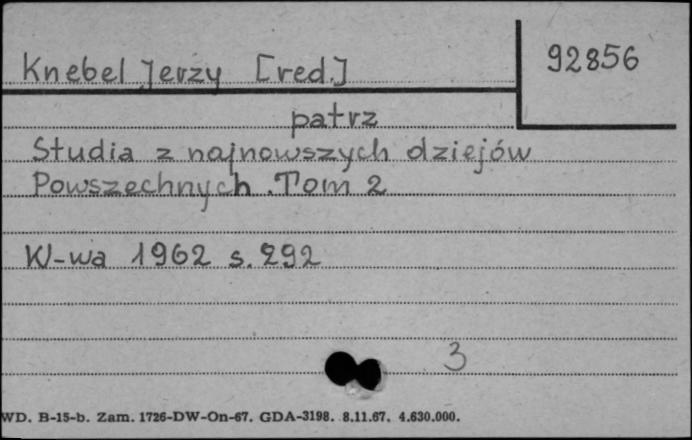 Knebel Jerzy [red.]
92856
patrz
Studia z najnowszych dziejów
Powszechnych. Tom 2
W-wa 1962 s. 292
3
WD. B-15-b. Zam. 1726-DW-On-67. GDA-3198. 8.11.67. 4.630.000.